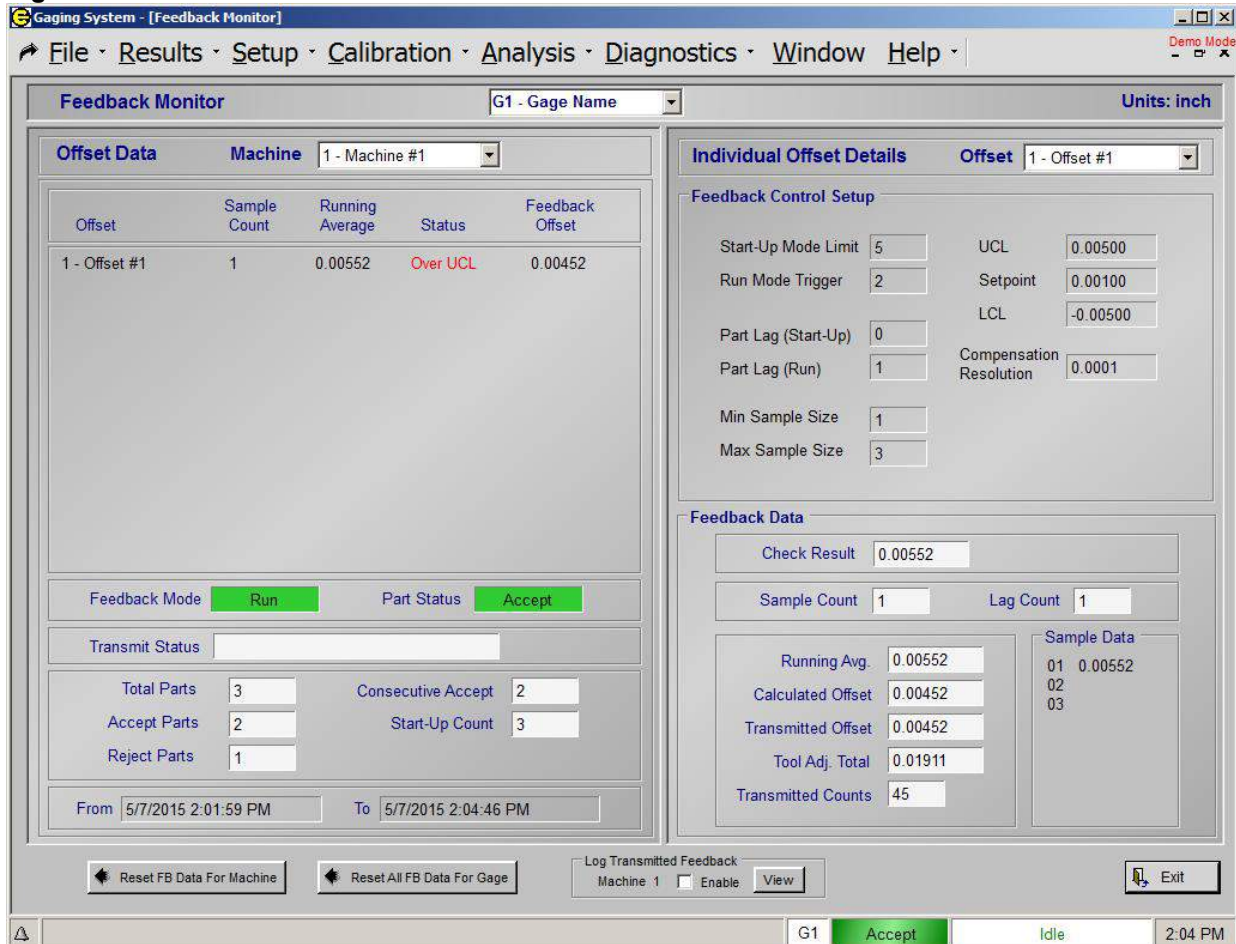 Gaging System - [Feedback Monitor]
File Results Setup Calibration Analysis Diagnostics Window Help
Demo Mode
Feedback Monitor G1 - Gage Name Units: inch
Offset Data Machine 1 - Machine #1
Offset Sample Count Running Average Status Feedback Offset
1 - Offset #1 1 0.00552 Over UCL 0.00452
Feedback Mode Run Part Status Accept
Transmit Status
Total Parts 3 Consecutive Accept 2
Accept Parts 2 Start-Up Count 3
Reject Parts 1
From 5/7/2015 2:01:59 PM To 5/7/2015 2:04:46 PM
Individual Offset Details Offset 1 - Offset #1
Feedback Control Setup
Start-Up Mode Limit 5 UCL 0.00500
Run Mode Trigger 2 Setpoint 0.00100
LCL -0.00500
Part Lag (Start-Up) 0
Part Lag (Run) 1 Compensation Resolution 0.0001
Min Sample Size 1
Max Sample Size 3
Feedback Data
Check Result 0.00552
Sample Count 1 Lag Count 1
Running Avg. 0.00552
Calculated Offset 0.00452
Transmitted Offset 0.00452
Tool Adj. Total 0.01911
Transmitted Counts 45
Sample Data
01 0.00552
02
03
Reset FB Data For Machine Reset All FB Data For Gage
Log Transmitted Feedback
Machine 1 Enable View
Exit
G1 Accept Idle 2:04 PM